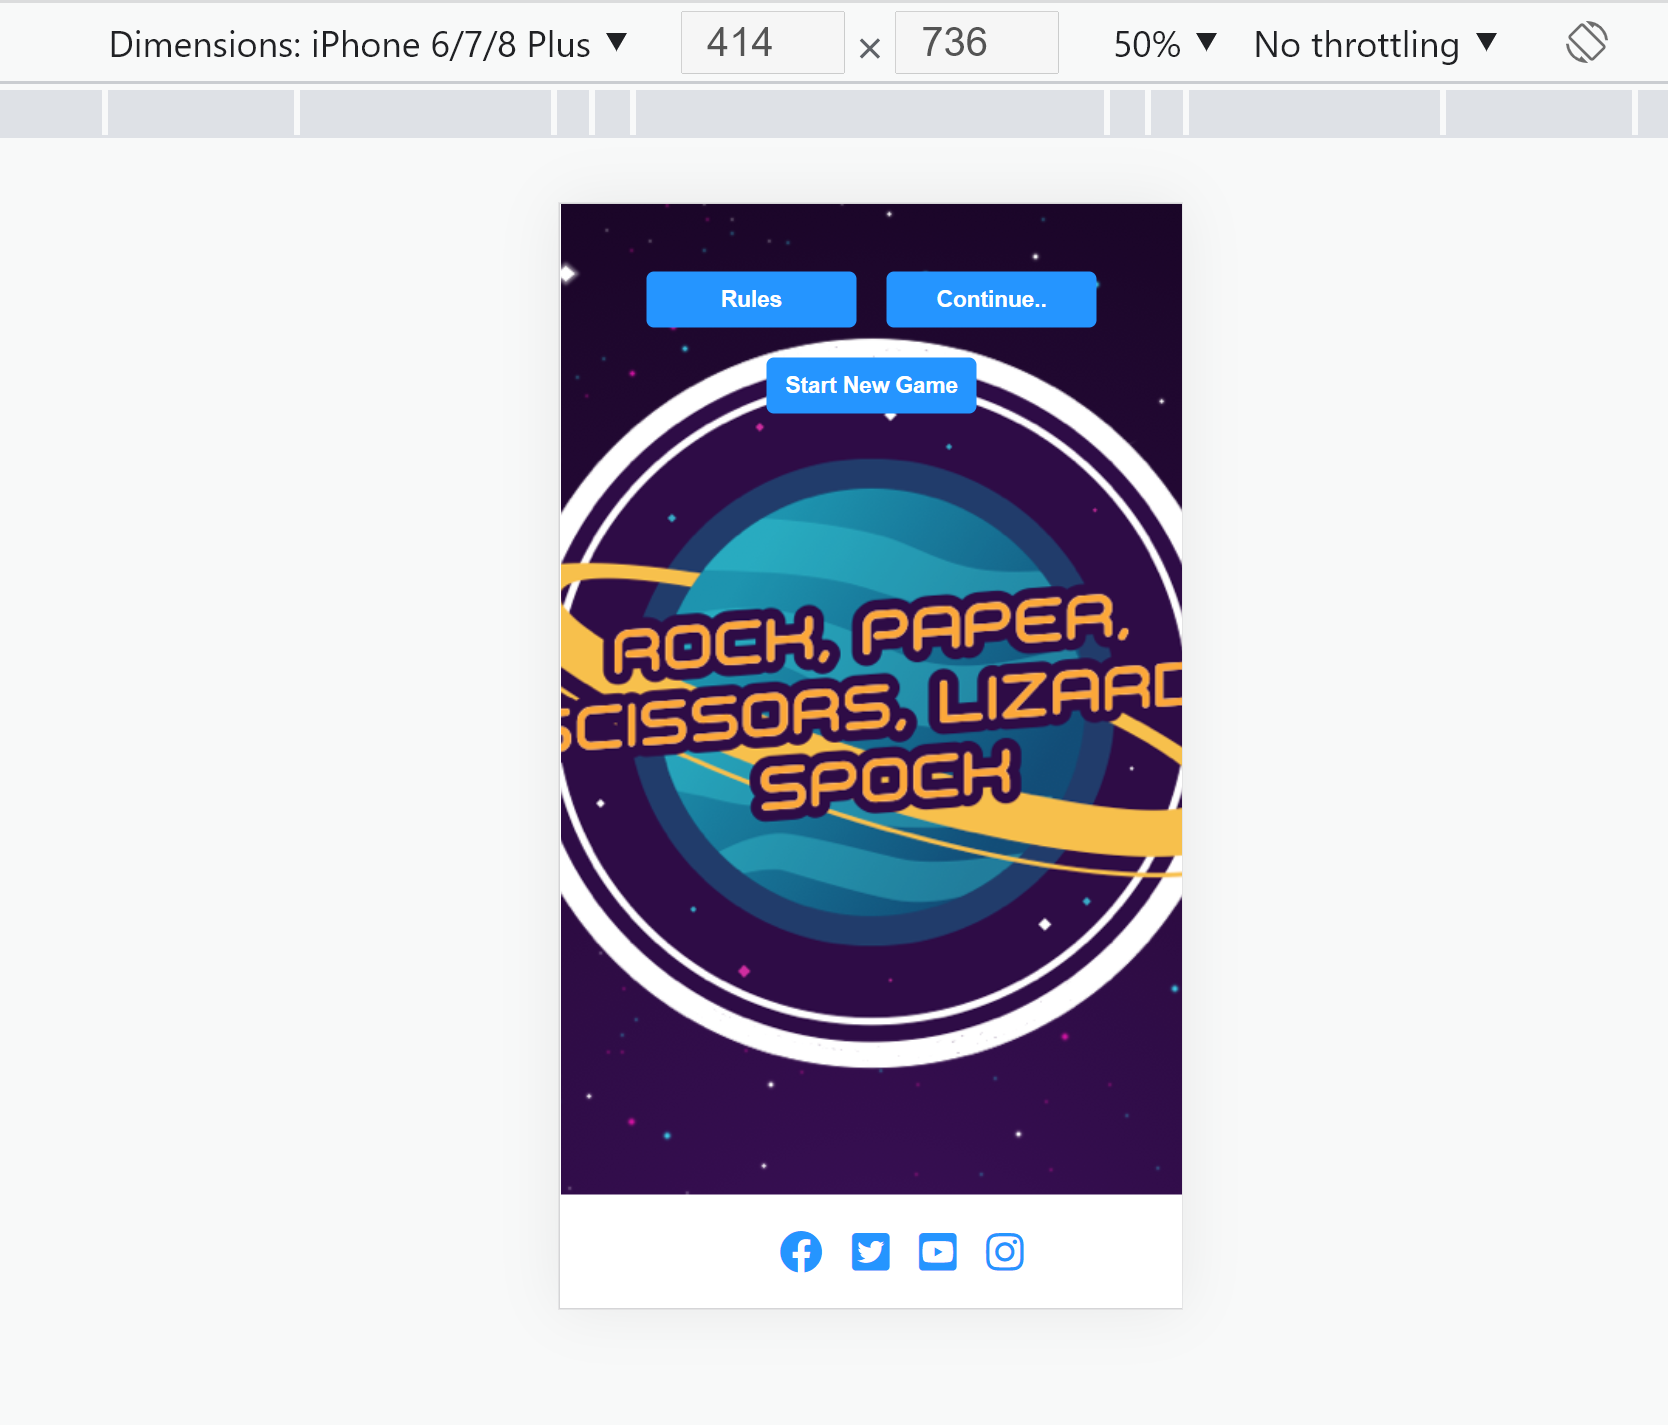 Dimensions: iPhone 6/7/8 Plus ▼ 414 × 736 50% ▼ No throttling ▼
Rules Continue..
Start New Game
ROCK, PAPER,
SCISSORS, LIZARD
SPOCK